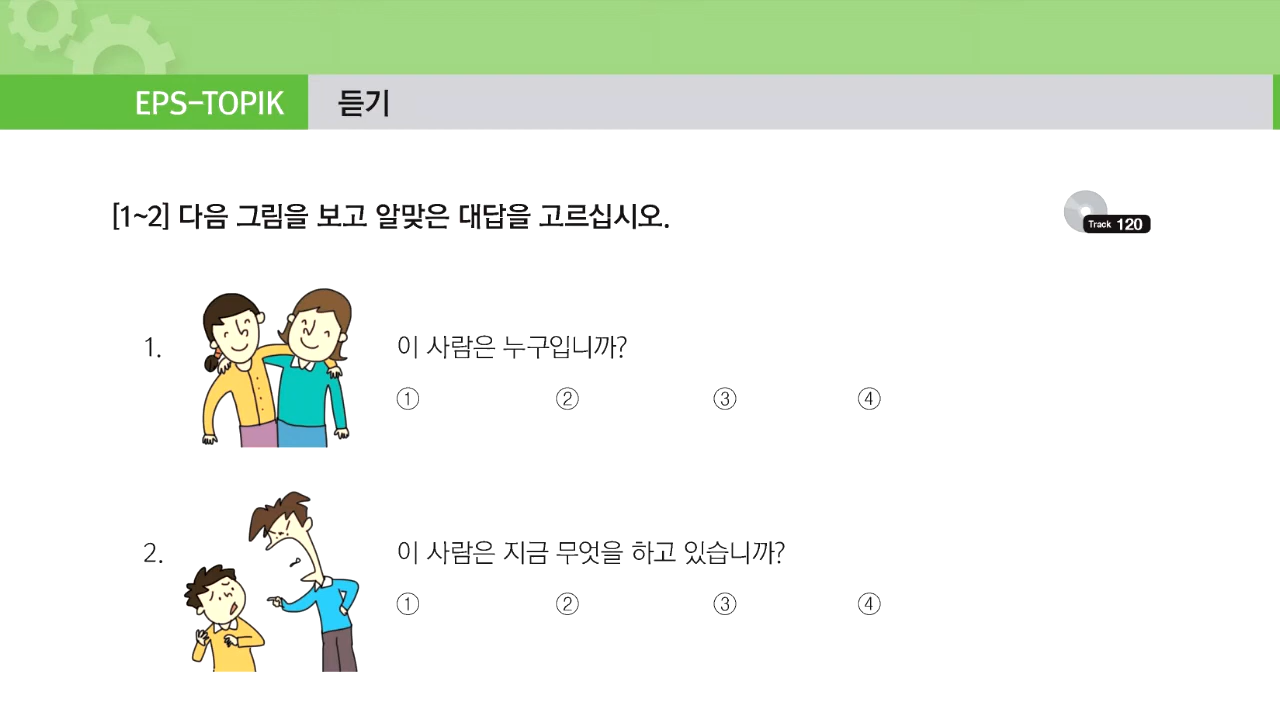 EPS-TOPIK 듣기
[1~2] 다음 그림을 보고 알맞은 대답을 고르십시오.
Track 120
1. 이 사람은 누구입니까?
① ② ③ ④
2. 이 사람은 지금 무엇을 하고 있습니까?
① ② ③ ④